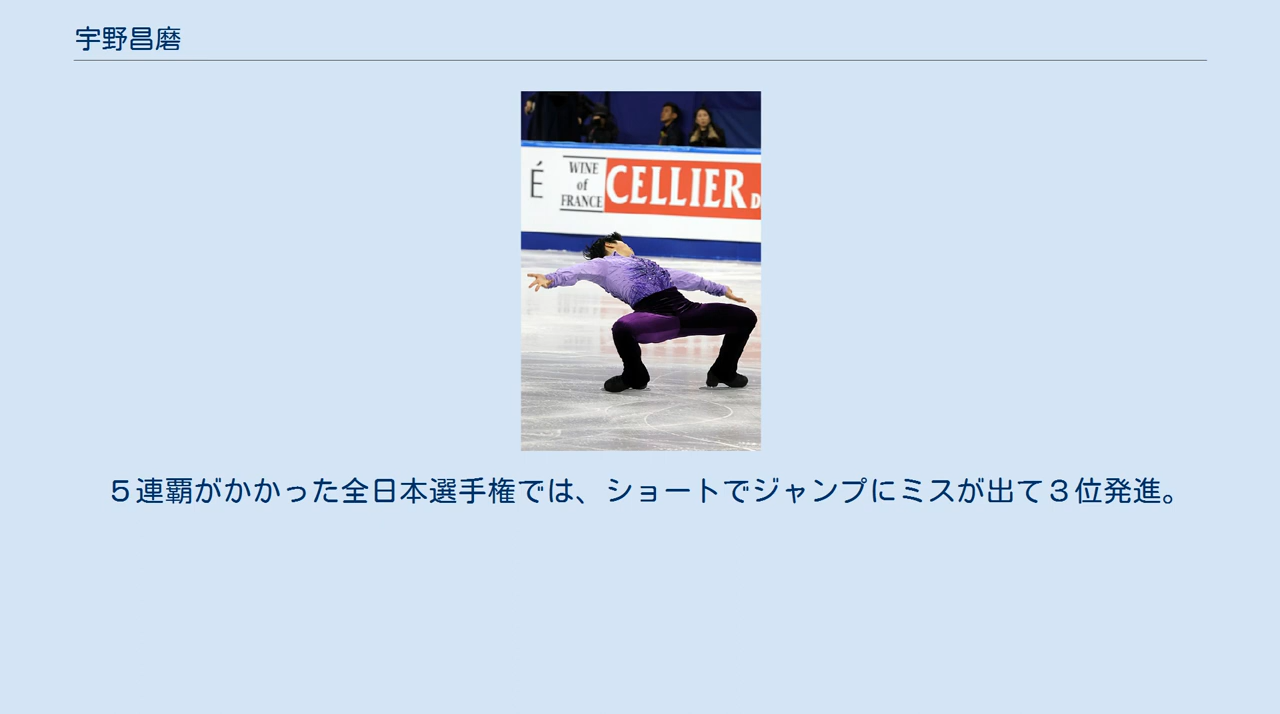 宇野昌磨
É
WINE
of
FRANCE
CELLIER D
５連覇がかかった全日本選手権では、ショートでジャンプにミスが出て３位発進。